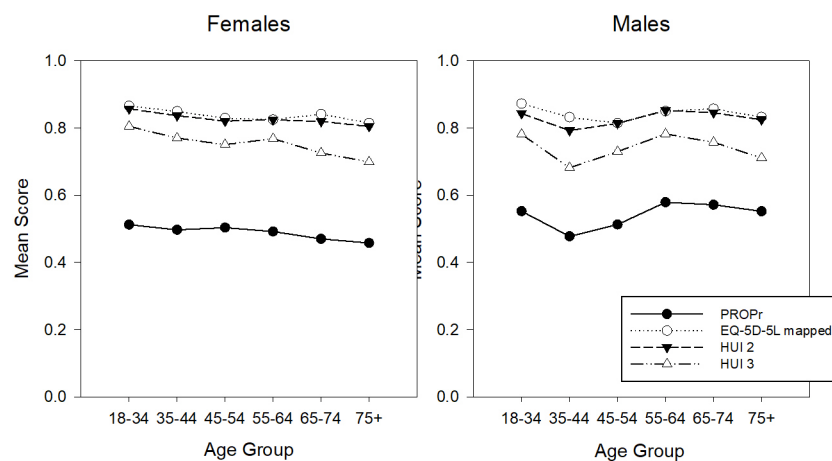 Females
Males
Mean Score
1.0
0.8
0.6
0.4
0.2
0.0
18-34 35-44 45-54 55-64 65-74 75+
Age Group
Score
1.0
0.8
0.6
0.4
0.2
0.0
18-34 35-44 45-54 55-64 65-74 75+
Age Group
PROPr
EQ-5D-5L mapped
HUI 2
HUI 3